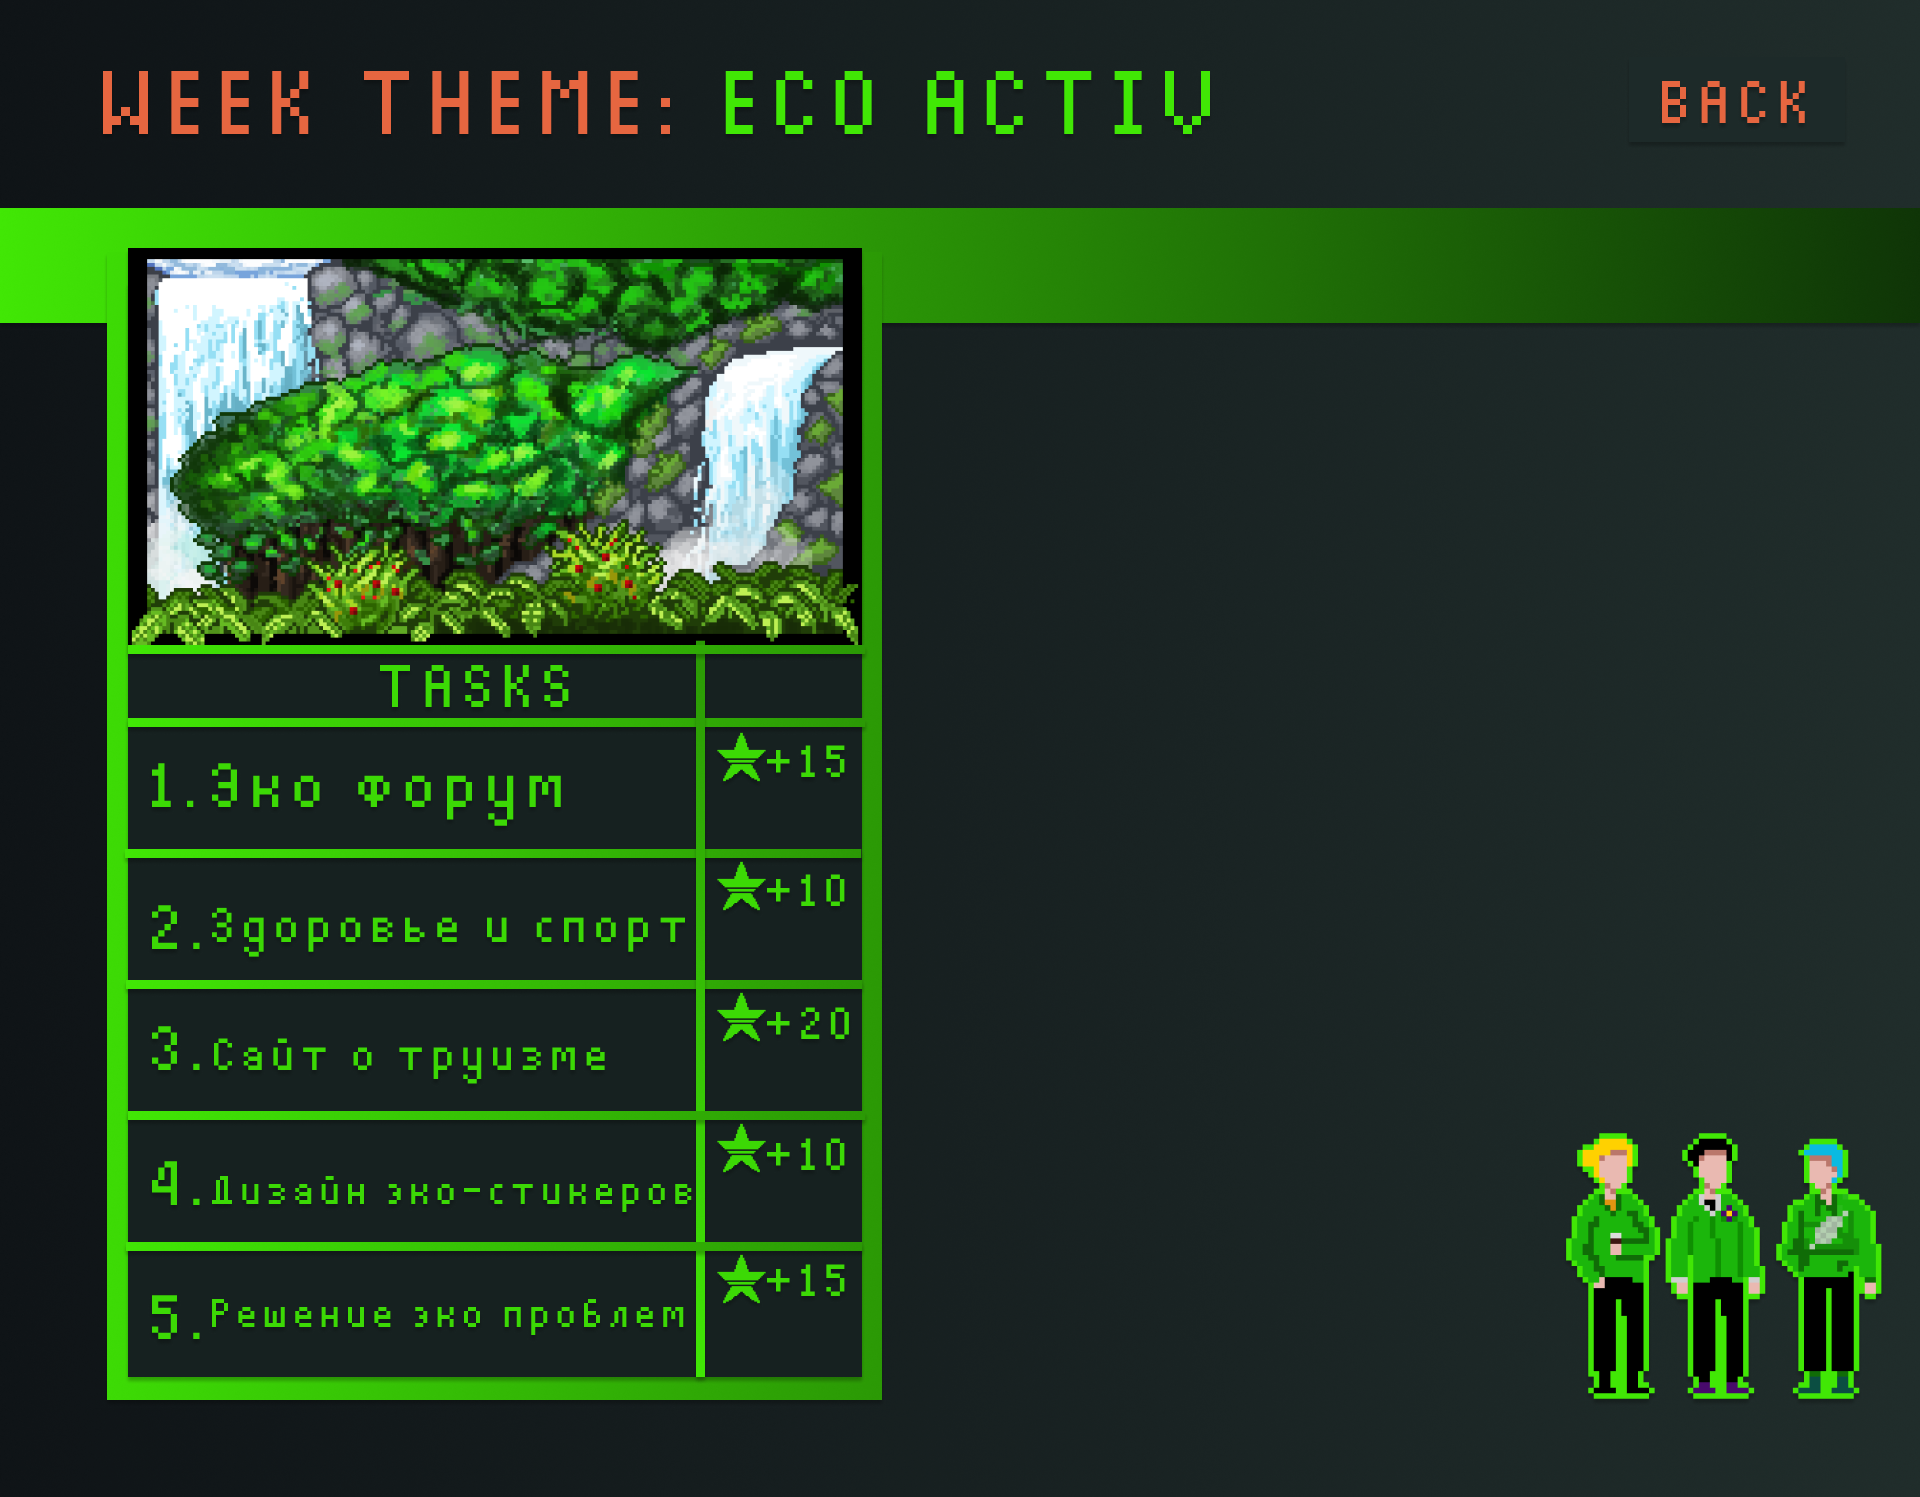 WEEK THEME: ECO ACTIV
BACK
TASKS
1.Эко форум
+15
2.Здоровье и спорт
+10
3.Сайт о труизме
+20
4.Дизайн эко-стикеров
+10
5.Решение эко проблем
+15